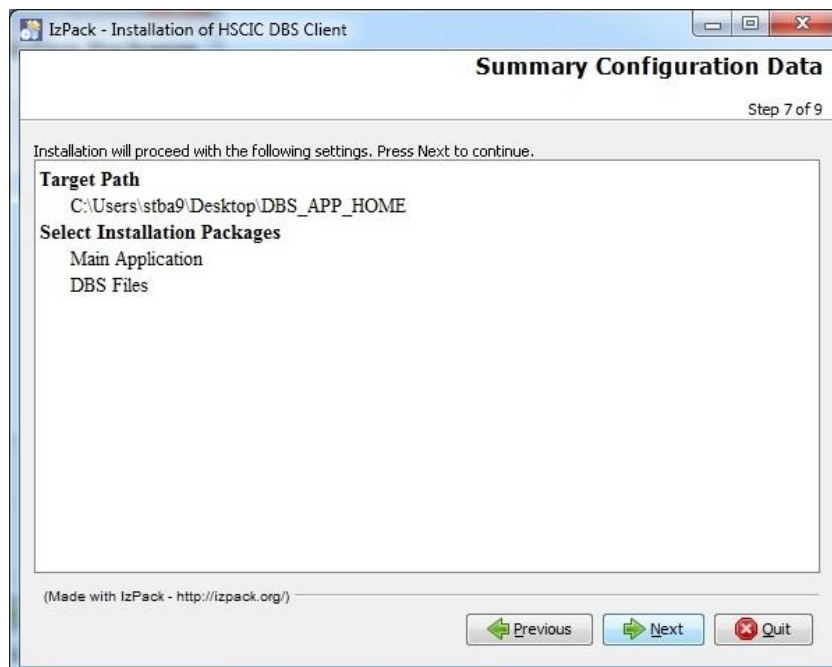 IzPack - Installation of HSCIC DBS Client
Summary Configuration Data
Step 7 of 9
Installation will proceed with the following settings. Press Next to continue.
Target Path
C:\Users\stba9\Desktop\DBS_APP_HOME
Select Installation Packages
Main Application
DBS Files
(Made with IzPack - http://izpack.org/)
Previous
Next
Quit